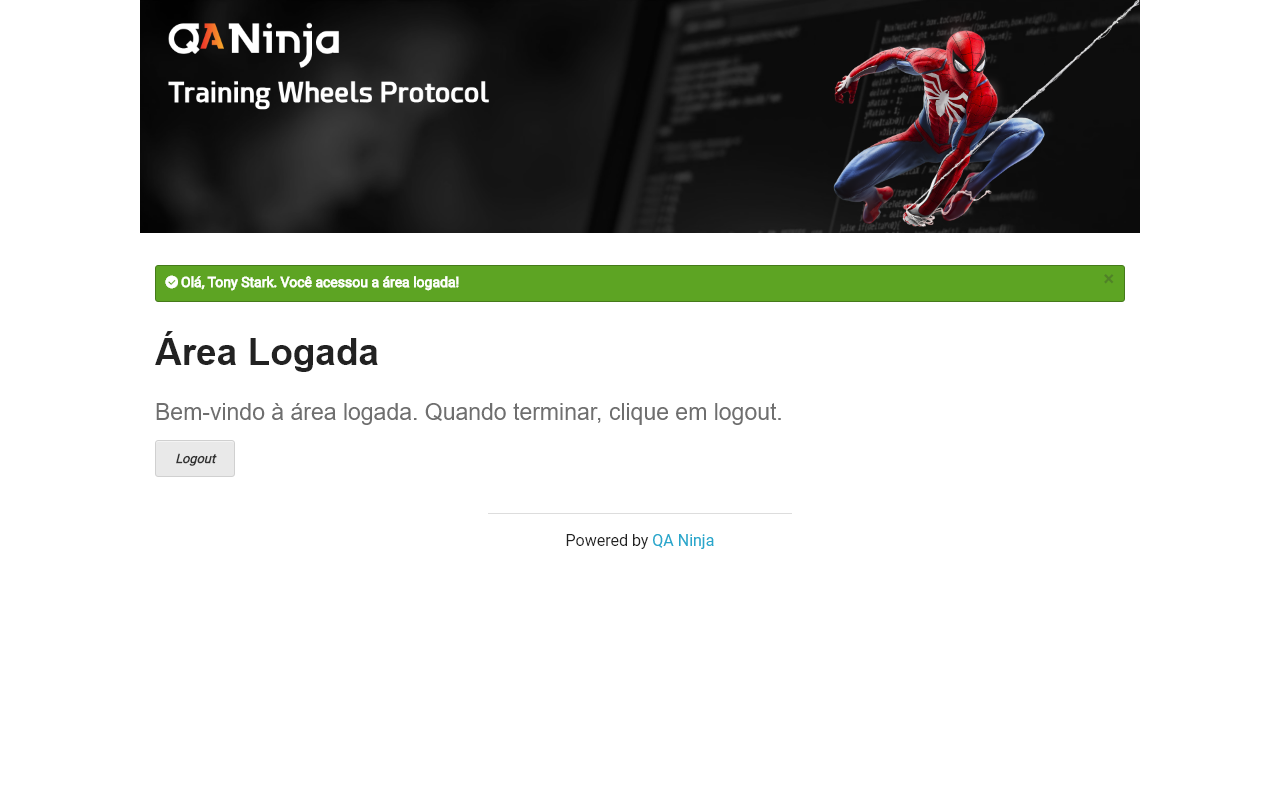 QANinja
Training Wheels Protocol
Olá, Tony Stark. Você acessou a área logada!
×
Área Logada
Bem-vindo à área logada. Quando terminar, clique em logout.
Logout
Powered by QA Ninja